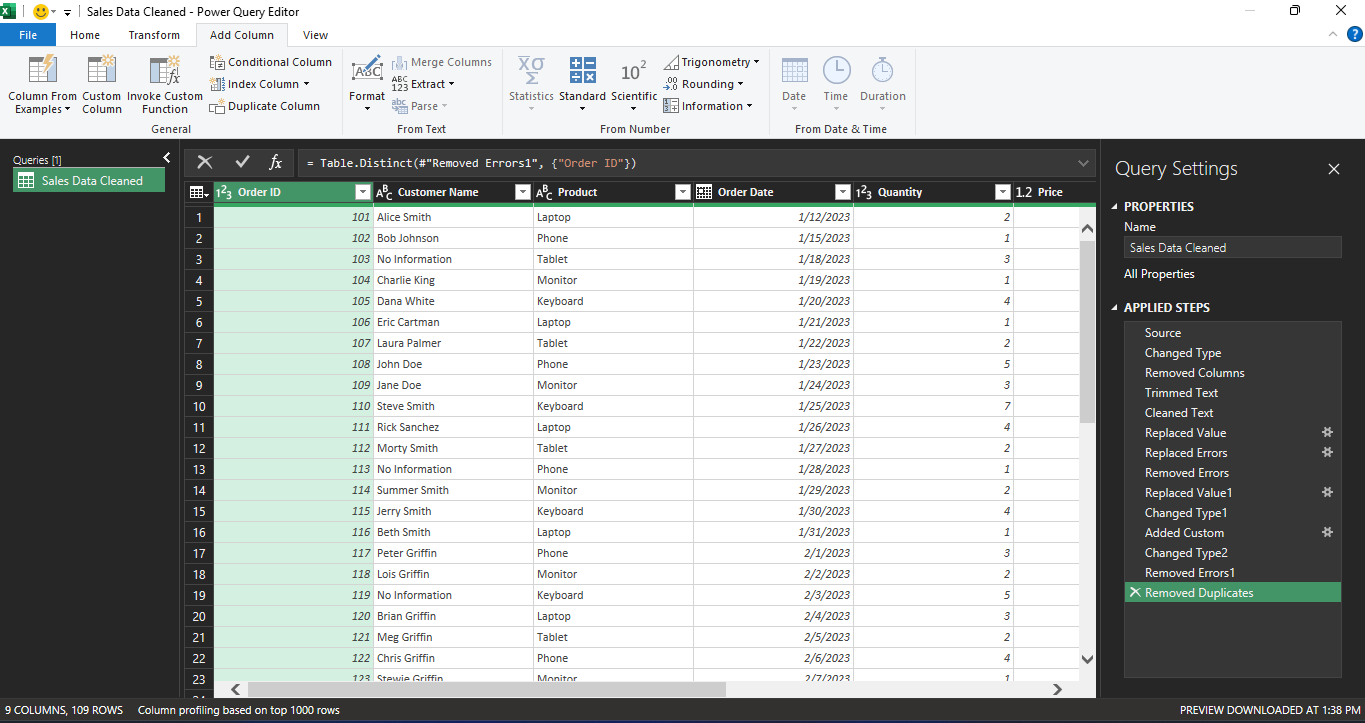 Sales Data Cleaned - Power Query Editor
File Home Transform Add Column View
Column From Examples
Custom Column
Invoke Custom Function
Conditional Column
Index Column
Duplicate Column
General
Format
Merge Columns
Extract
Parse
From Text
Statistics
Standard
Scientific
Trigonometry
Rounding
Information
From Number
Date
Time
Duration
From Date & Time
Queries [1]
Sales Data Cleaned
= Table.Distinct(#"Removed Errors1", {"Order ID"})
Order ID Customer Name Product Order Date Quantity 1.2 Price
1 101 Alice Smith Laptop 1/12/2023 2
2 102 Bob Johnson Phone 1/15/2023 1
3 103 No Information Tablet 1/18/2023 3
4 104 Charlie King Monitor 1/19/2023 1
5 105 Dana White Keyboard 1/20/2023 4
6 106 Eric Cartman Laptop 1/21/2023 1
7 107 Laura Palmer Tablet 1/22/2023 2
8 108 John Doe Phone 1/23/2023 5
9 109 Jane Doe Monitor 1/24/2023 3
10 110 Steve Smith Keyboard 1/25/2023 7
11 111 Rick Sanchez Laptop 1/26/2023 4
12 112 Morty Smith Tablet 1/27/2023 2
13 113 No Information Phone 1/28/2023 1
14 114 Summer Smith Monitor 1/29/2023 2
15 115 Jerry Smith Keyboard 1/30/2023 4
16 116 Beth Smith Laptop 1/31/2023 1
17 117 Peter Griffin Phone 2/1/2023 3
18 118 Lois Griffin Monitor 2/2/2023 2
19 119 No Information Keyboard 2/3/2023 5
20 120 Brian Griffin Laptop 2/4/2023 3
21 121 Meg Griffin Tablet 2/5/2023 2
22 122 Chris Griffin Phone 2/6/2023 4
23 123 Stewie Griffin Monitor 2/7/2023 1
Query Settings
PROPERTIES
Name
Sales Data Cleaned
All Properties
APPLIED STEPS
Source
Changed Type
Removed Columns
Trimmed Text
Cleaned Text
Replaced Value
Replaced Errors
Removed Errors
Replaced Value1
Changed Type1
Added Custom
Changed Type2
Removed Errors1
Removed Duplicates
9 COLUMNS, 109 ROWS Column profiling based on top 1000 rows PREVIEW DOWNLOADED AT 1:38 PM